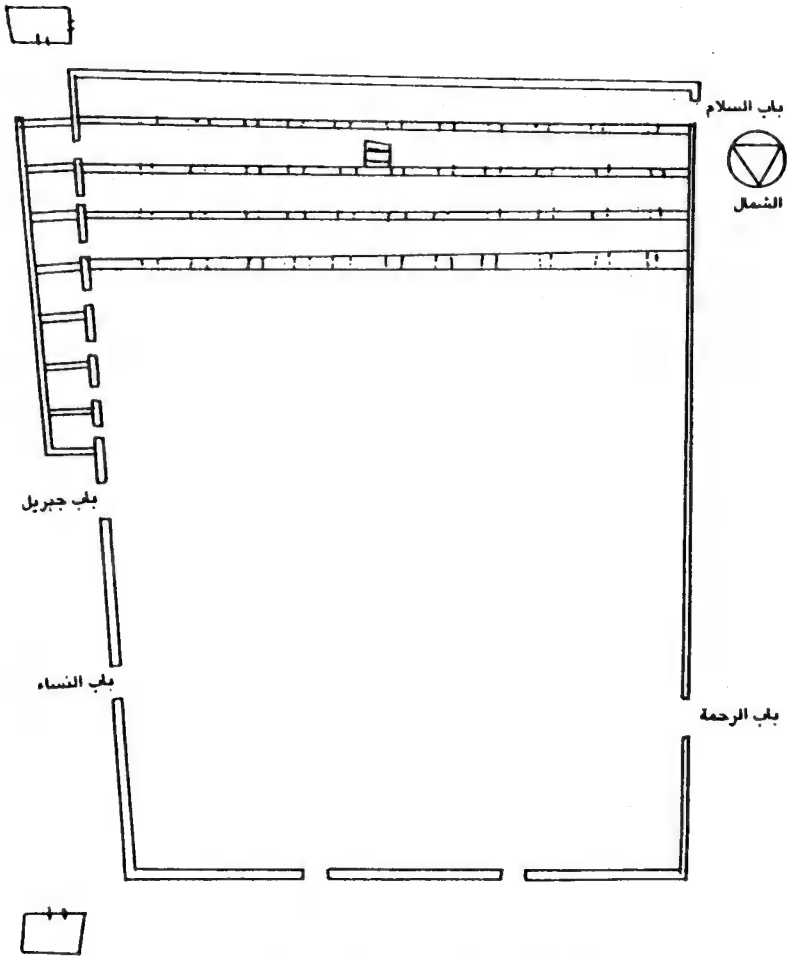 باب السلام
الشمال
باب جبريل
باب النساء
باب الرحمة